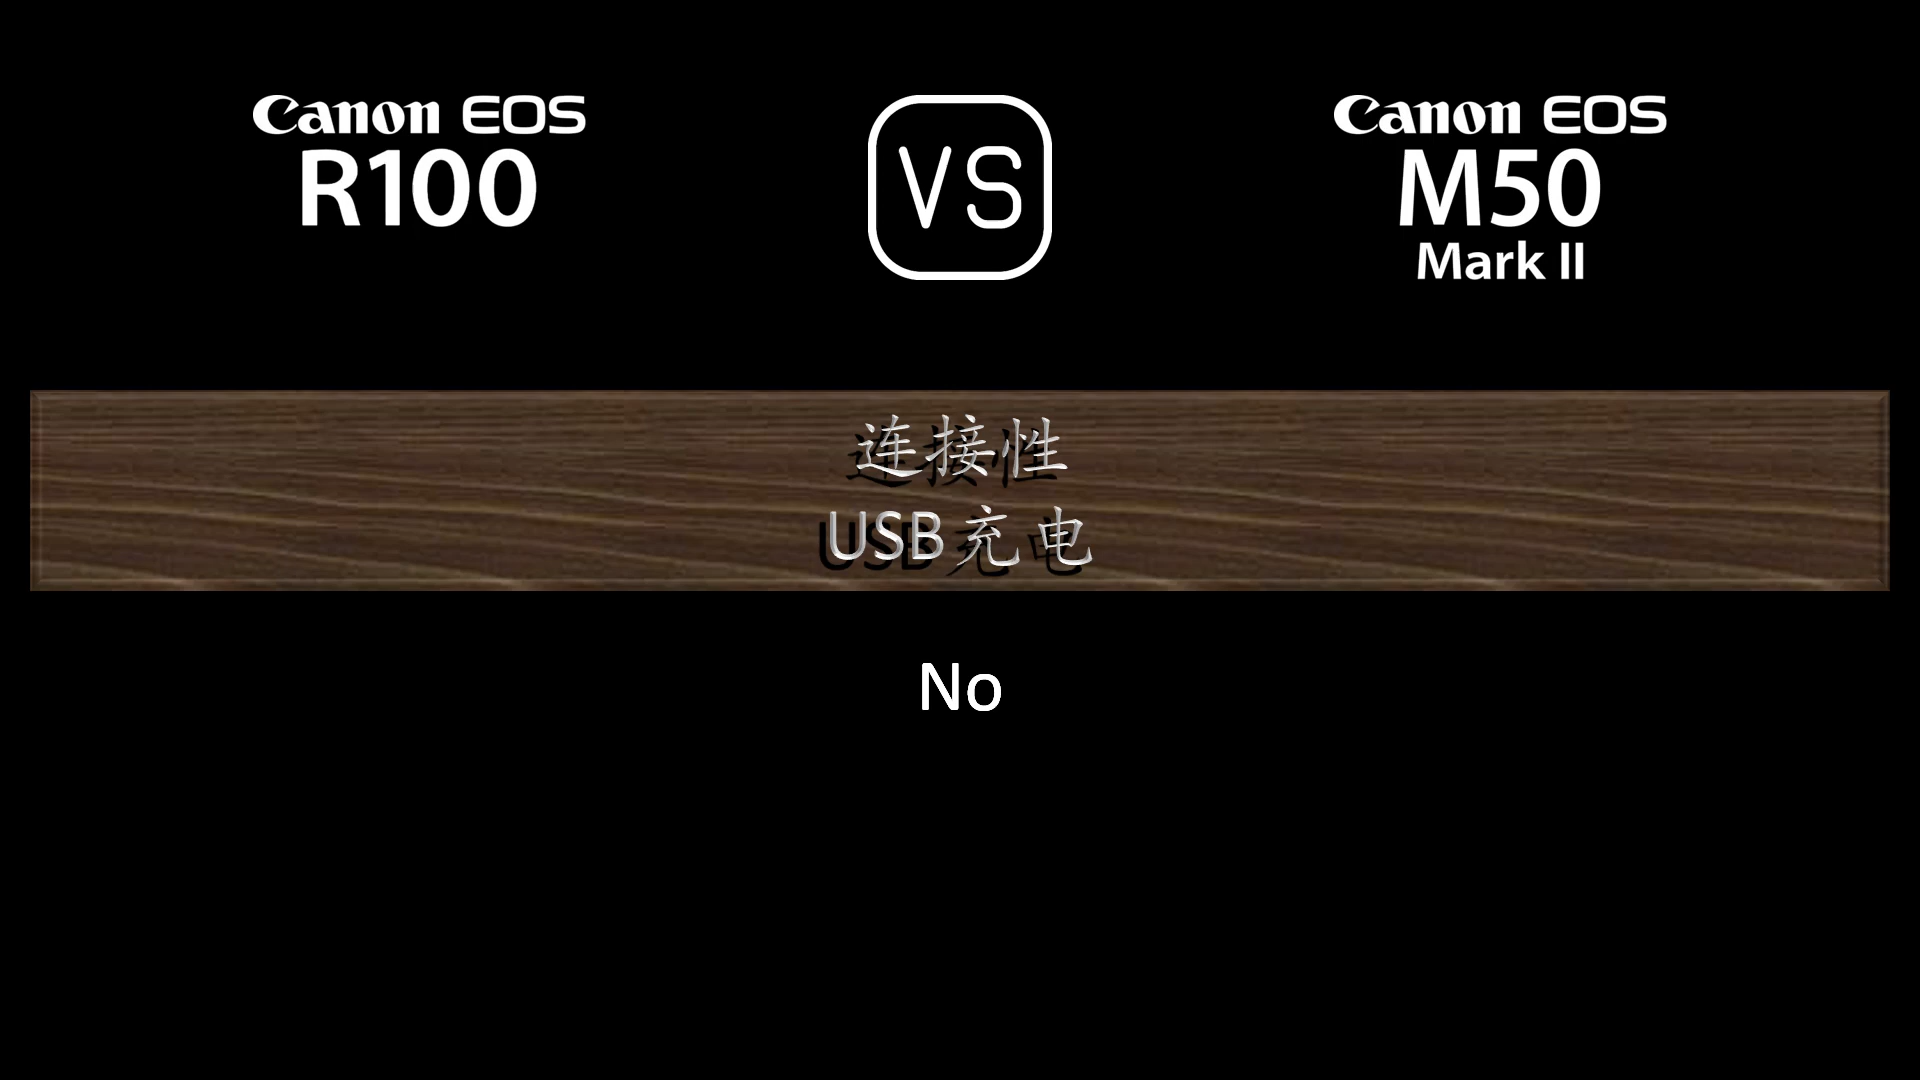 Canon EOS
R100
VS
Canon EOS
M50
Mark II
连接性
USB 充电
No